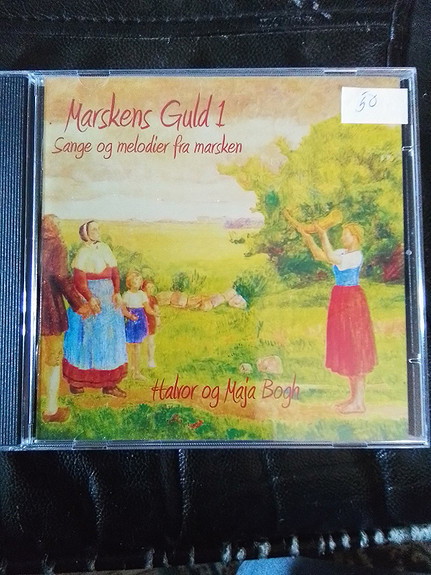 Marskens Guld 1
50
Sange og melodier fra marsken
Halvor og Maja Bogh